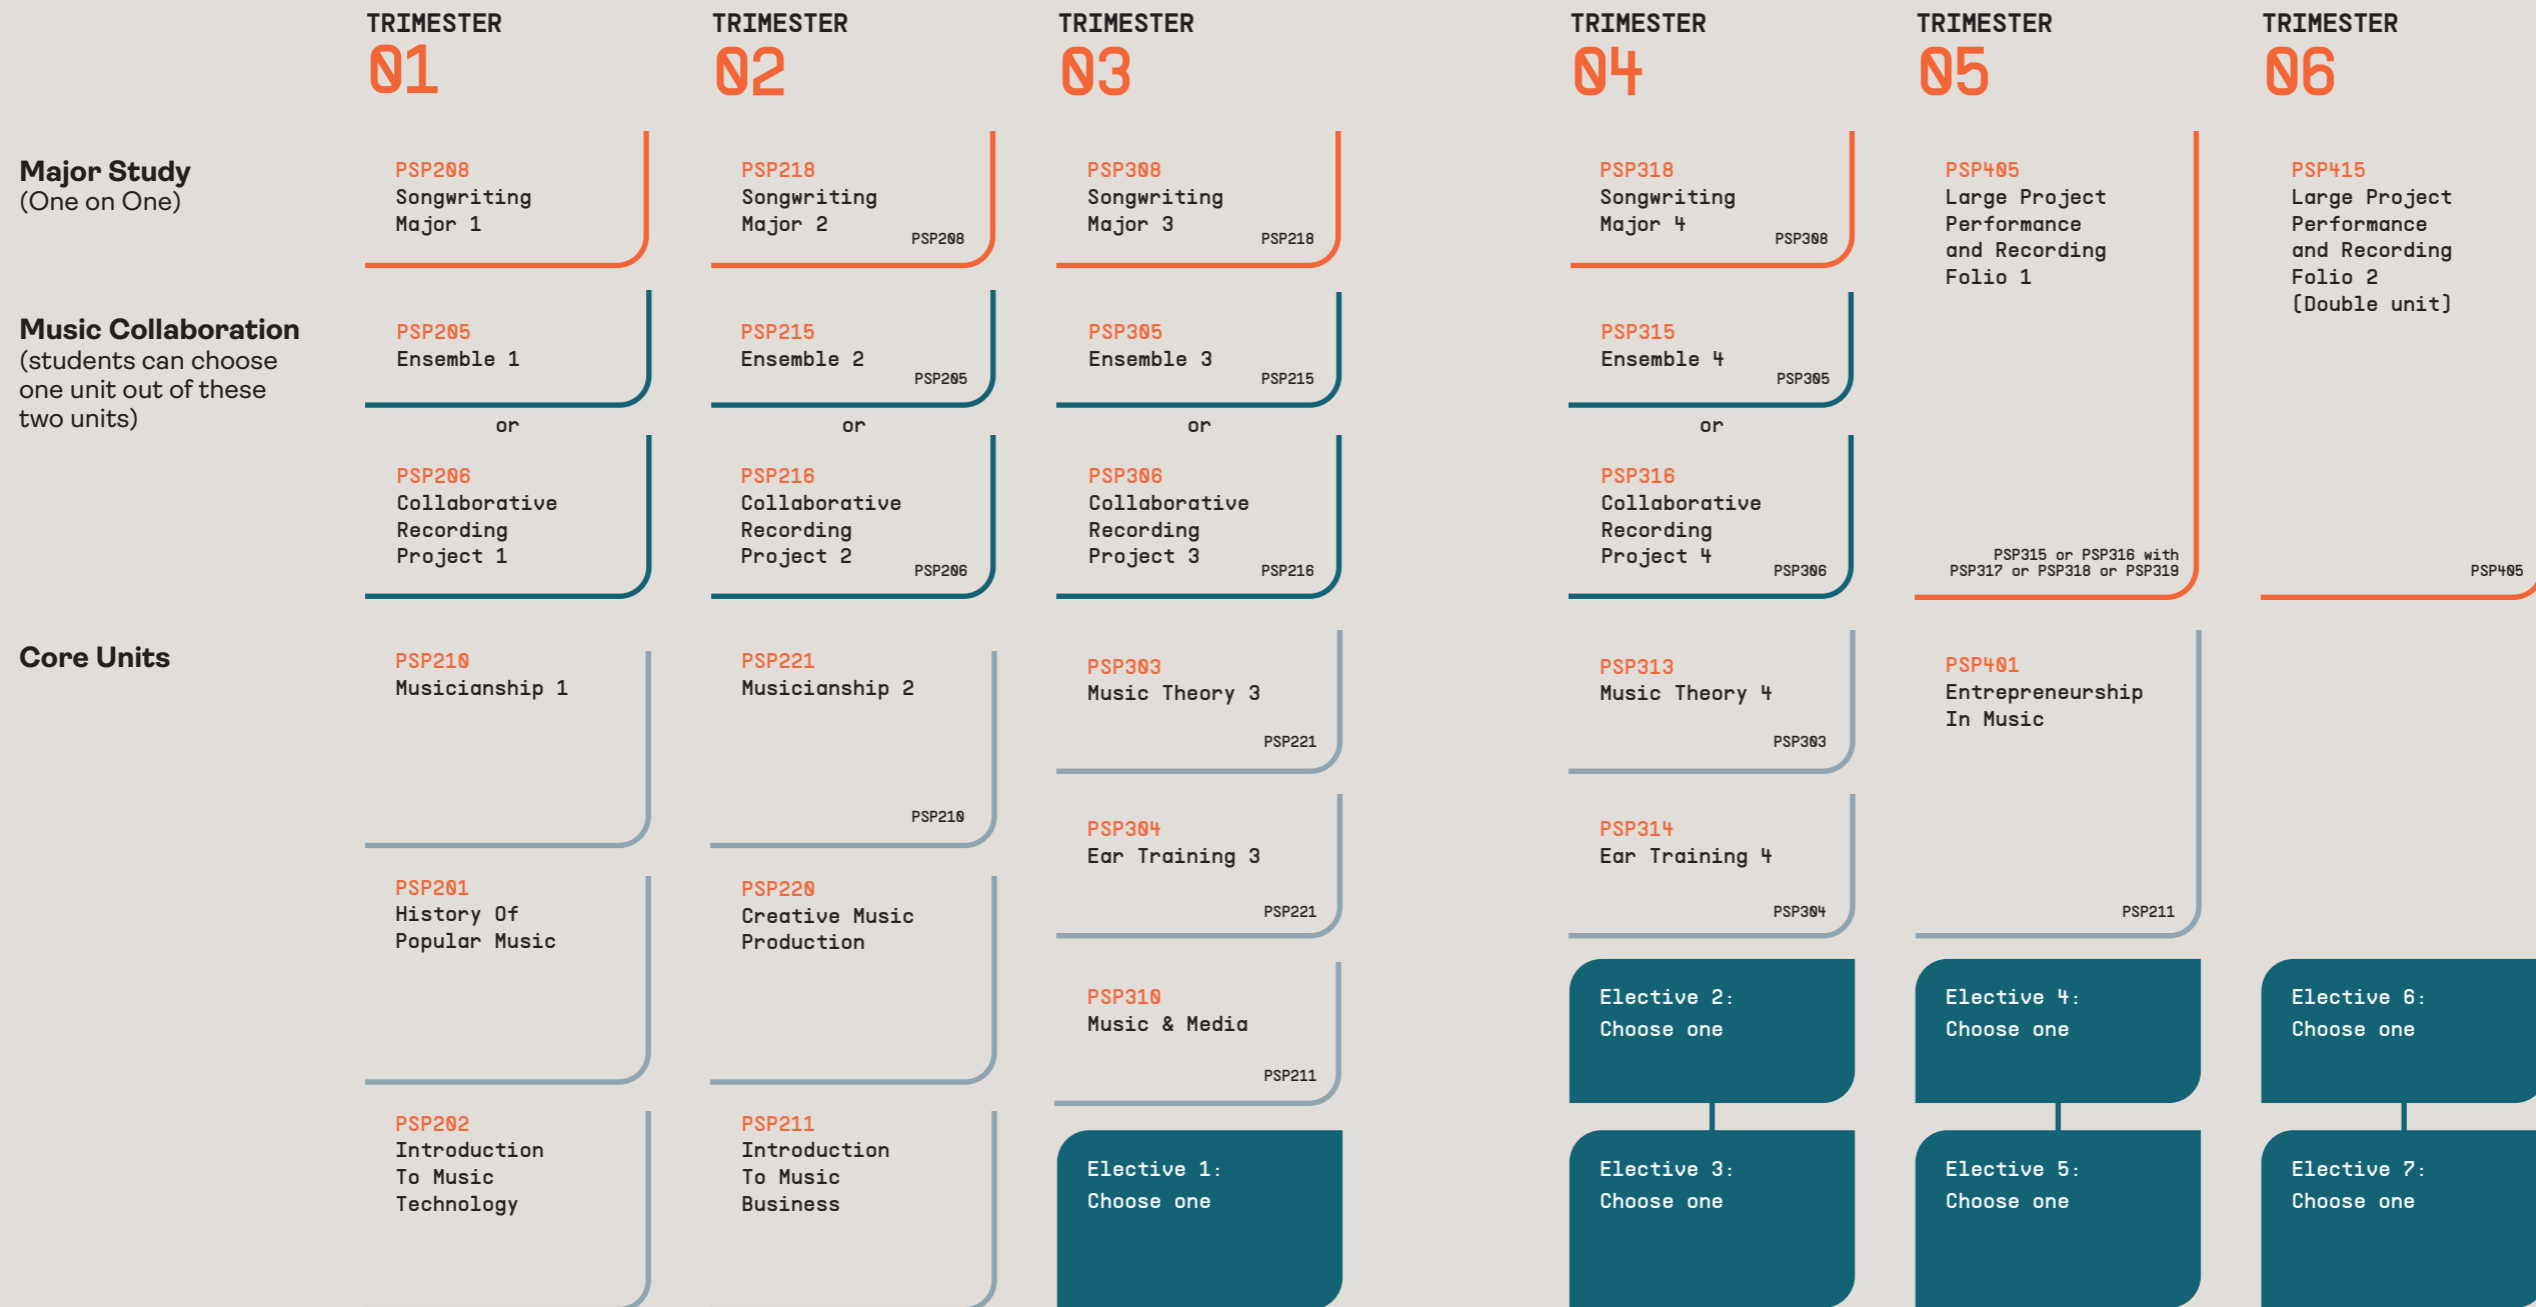 TRIMESTER
01
TRIMESTER
02
TRIMESTER
03
TRIMESTER
04
TRIMESTER
05
TRIMESTER
06
Major Study
(One on One)
PSP208
Songwriting
Major 1
PSP218
Songwriting
Major 2
PSP208
PSP308
Songwriting
Major 3
PSP218
PSP318
Songwriting
Major 4
PSP308
PSP405
Large Project
Performance
and Recording
Folio 1
PSP315 or PSP316 with
PSP317 or PSP318 or PSP319
PSP415
Large Project
Performance
and Recording
Folio 2
(Double unit)
PSP405
Music Collaboration
(students can choose
one unit out of these
two units)
PSP205
Ensemble 1
or
PSP206
Collaborative
Recording
Project 1
PSP215
Ensemble 2
PSP205
or
PSP216
Collaborative
Recording
Project 2
PSP206
PSP305
Ensemble 3
PSP215
or
PSP306
Collaborative
Recording
Project 3
PSP216
PSP315
Ensemble 4
PSP305
or
PSP316
Collaborative
Recording
Project 4
PSP306
Core Units
PSP210
Musicianship 1
PSP201
History Of
Popular Music
PSP202
Introduction
To Music
Technology
PSP221
Musicianship 2
PSP210
PSP220
Creative Music
Production
PSP211
Introduction
To Music
Business
PSP303
Music Theory 3
PSP221
PSP304
Ear Training 3
PSP221
PSP310
Music & Media
PSP211
Elective 1:
Choose one
PSP313
Music Theory 4
PSP303
PSP314
Ear Training 4
PSP304
Elective 2:
Choose one
Elective 3:
Choose one
PSP401
Entrepreneurship
In Music
PSP211
Elective 4:
Choose one
Elective 5:
Choose one
Elective 6:
Choose one
Elective 7:
Choose one